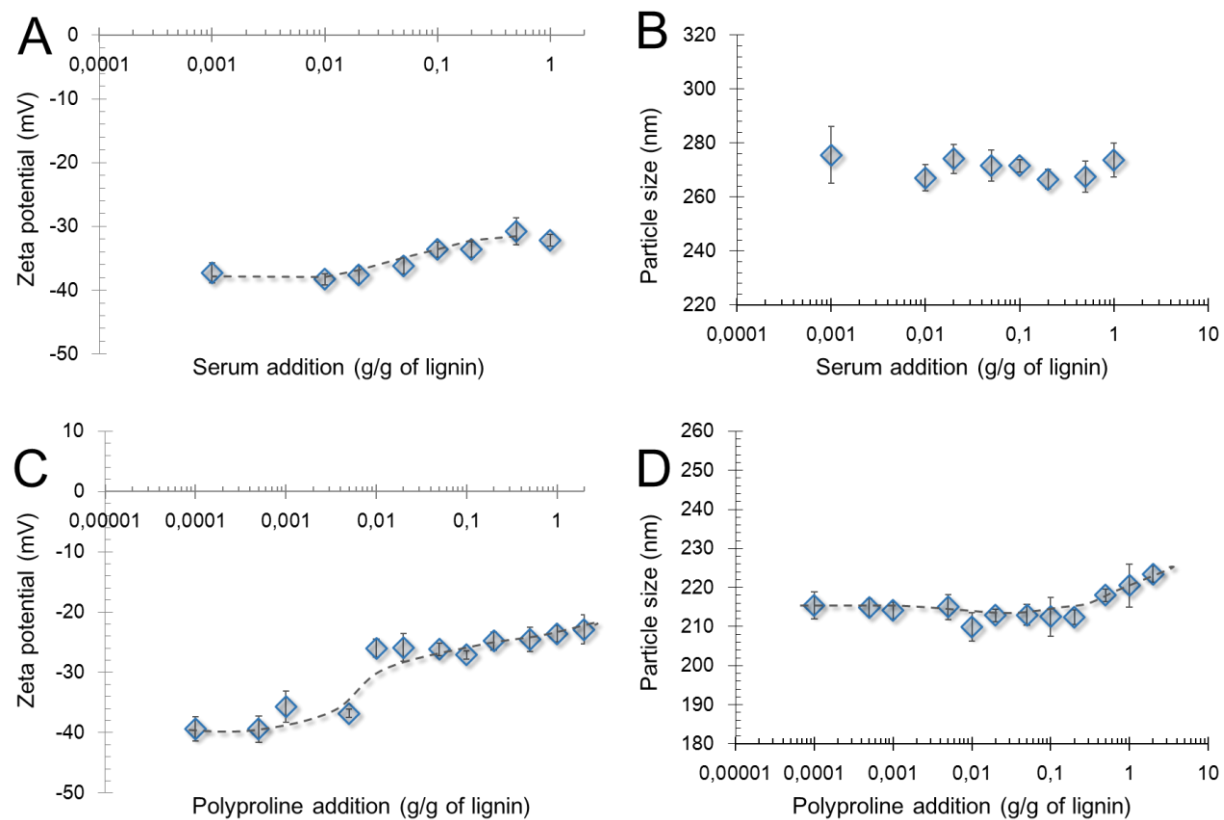 A
0
0,0001 0,001 0,01 0,1 1
-10
-20
-30
-40
-50
Zeta potential (mV)
Serum addition (g/g of lignin)
B
320
300
280
260
240
220
Particle size (nm)
0,0001 0,001 0,01 0,1 1 10
Serum addition (g/g of lignin)
C
10
0
0,00001 0,0001 0,001 0,01 0,1 1
-10
-20
-30
-40
-50
Zeta potential (mV)
Polyproline addition (g/g of lignin)
D
260
250
240
230
220
210
200
190
180
Particle size (nm)
0,00001 0,0001 0,001 0,01 0,1 1 10
Polyproline addition (g/g of lignin)